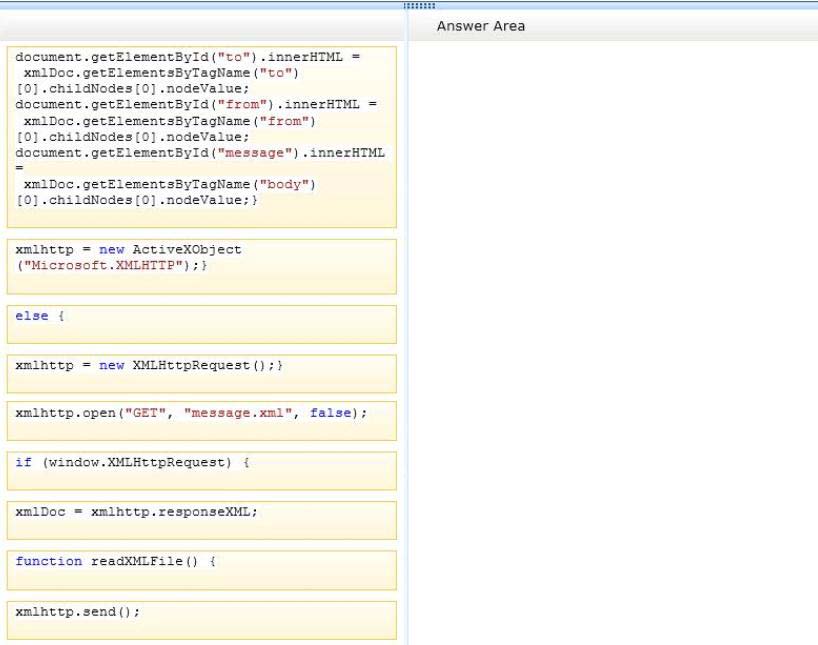 Answer Area
document.getElementById("to").innerHTML =
xmlDoc.getElementsByTagName("to")
[0].childNodes[0].nodeValue;
document.getElementById("from").innerHTML =
xmlDoc.getElementsByTagName("from")
[0].childNodes[0].nodeValue;
document.getElementById("message").innerHTML
=
xmlDoc.getElementsByTagName("body")
[0].childNodes[0].nodeValue;}
xmlhttp = new ActiveXObject
("Microsoft.XMLHTTP");}
else {
xmlhttp = new XMLHttpRequest();}
xmlhttp.open("GET", "message.xml", false);
if (window.XMLHttpRequest) {
xmlDoc = xmlhttp.responseXML;
function readXMLFile() {
xmlhttp.send();